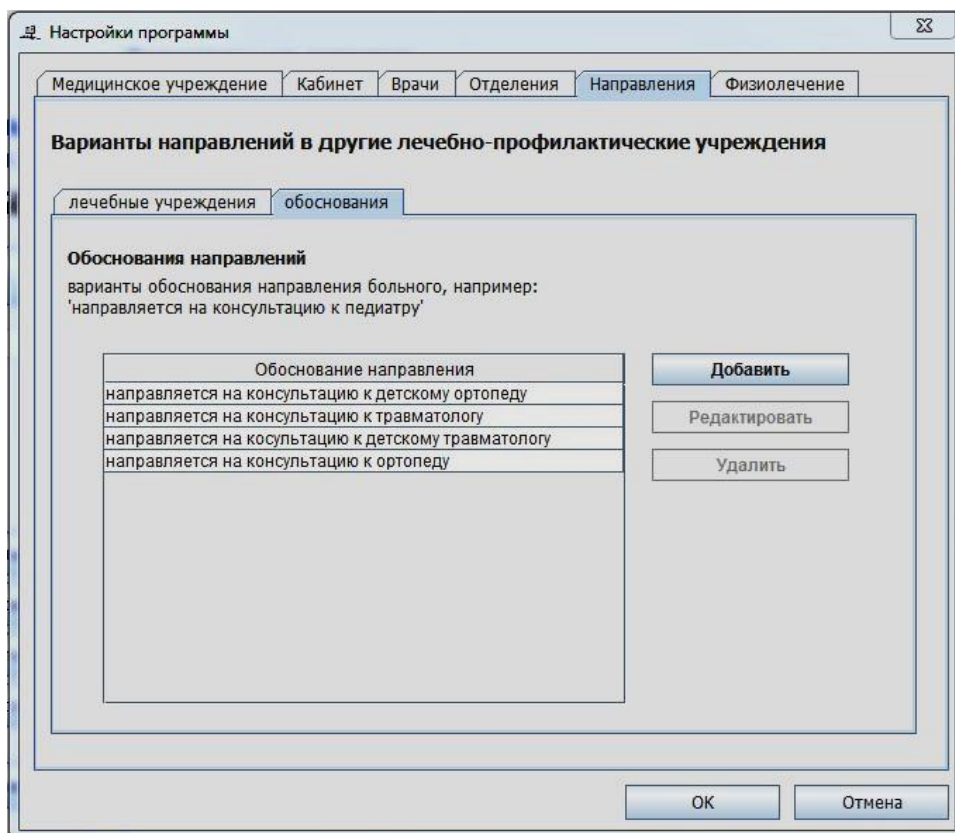 Настройки программы
Медицинское учреждение Кабинет Врачи Отделения Направления Физиолечение
Варианты направлений в другие лечебно-профилактические учреждения
лечебные учреждения обоснования
Обоснования направлений
варианты обоснования направления больного, например:
'направляется на консультацию к педиатру'
Обоснование направления
направляется на консультацию к детскому ортопеду
направляется на консультацию к травматологу
направляется на косультацию к детскому травматологу
направляется на консультацию к ортопеду
Добавить
Редактировать
Удалить
OK Отмена